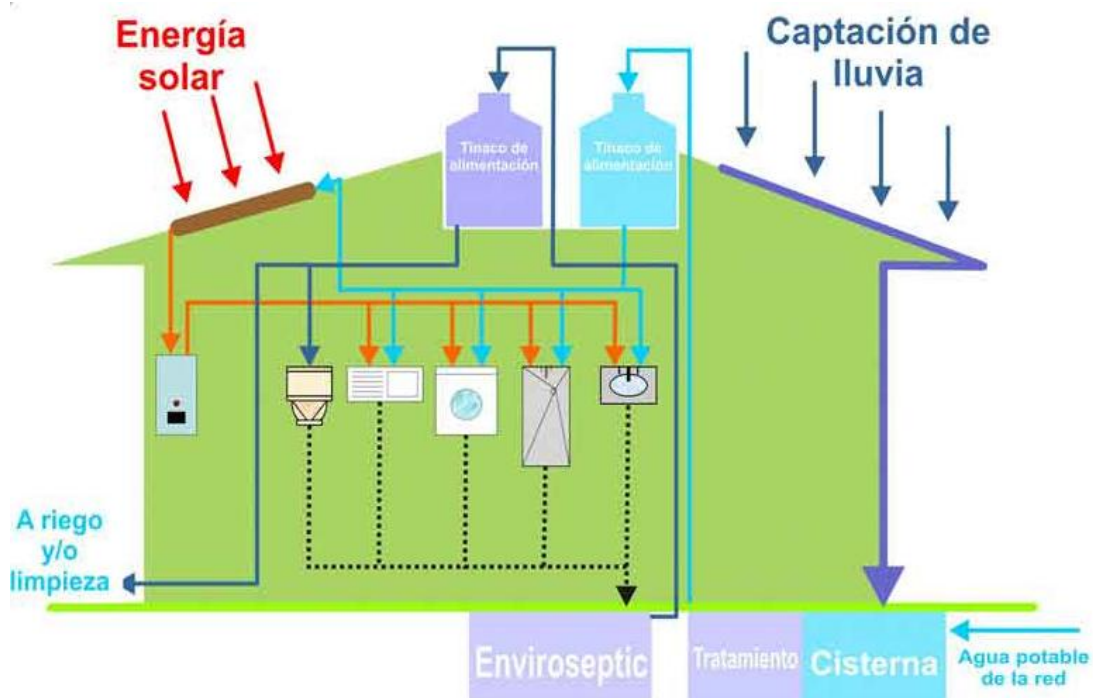 Energía
solar
Captación de
lluvia
Tinaco de
alimentación
Tinaco de
alimentación
A riego
y/o
limpieza
Enviroseptic
Tratamiento
Cisterna
Agua potable
de la red